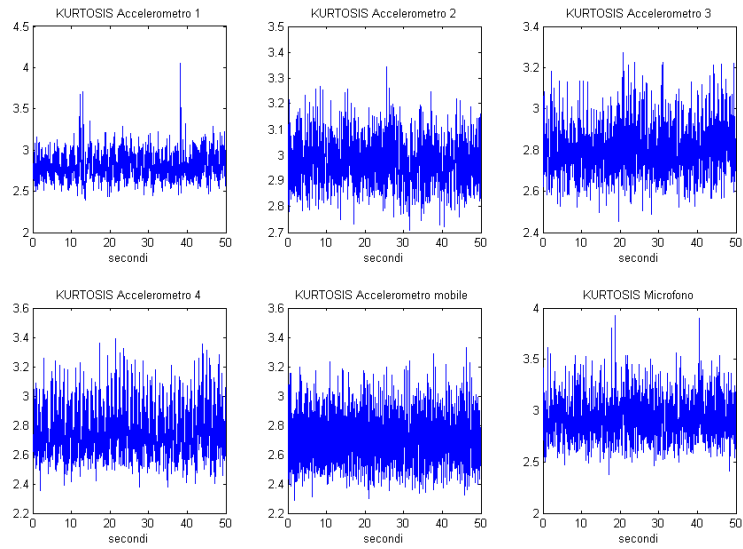 KURTOSIS Accelerometro 1
4.5
4
3.5
3
2.5
2
0 10 20 30 40 50
secondi
KURTOSIS Accelerometro 2
3.5
3.4
3.3
3.2
3.1
3
2.9
2.8
2.7
0 10 20 30 40 50
secondi
KURTOSIS Accelerometro 3
3.4
3.2
3
2.8
2.6
2.4
0 10 20 30 40 50
secondi
KURTOSIS Accelerometro 4
3.6
3.4
3.2
3
2.8
2.6
2.4
2.2
0 10 20 30 40 50
secondi
KURTOSIS Accelerometro mobile
3.6
3.4
3.2
3
2.8
2.6
2.4
2.2
0 10 20 30 40 50
secondi
KURTOSIS Microfono
4
3.5
3
2.5
2
0 10 20 30 40 50
secondi